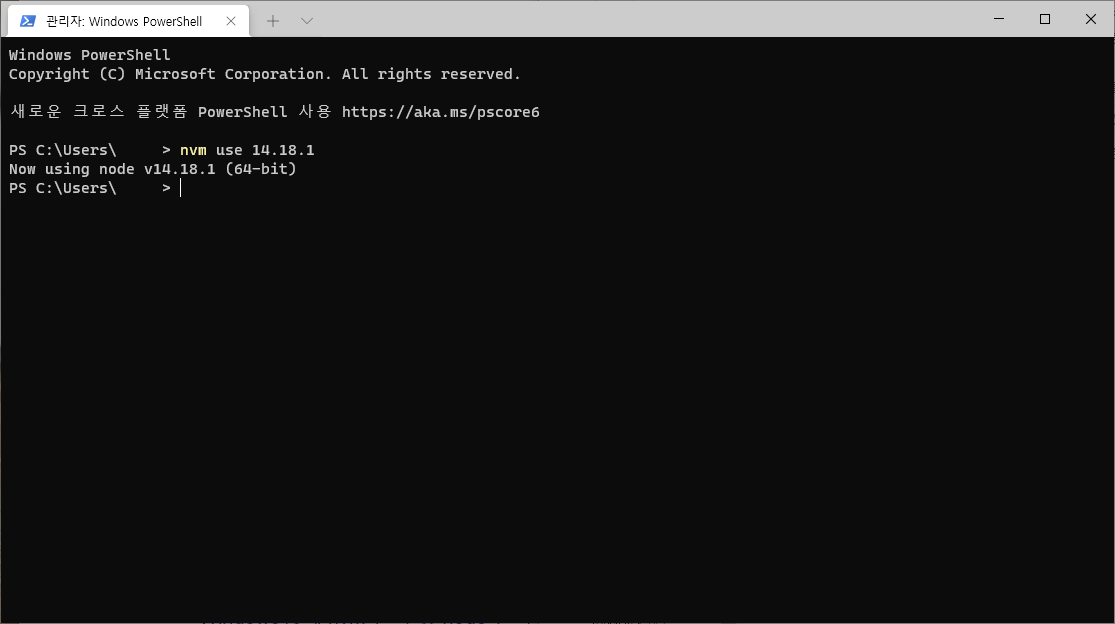 관리자: Windows PowerShell
Windows PowerShell
Copyright (C) Microsoft Corporation. All rights reserved.
새로운 크로스 플랫폼 PowerShell 사용 https://aka.ms/pscore6
PS C:\Users\     > nvm use 14.18.1
Now using node v14.18.1 (64-bit)
PS C:\Users\     >